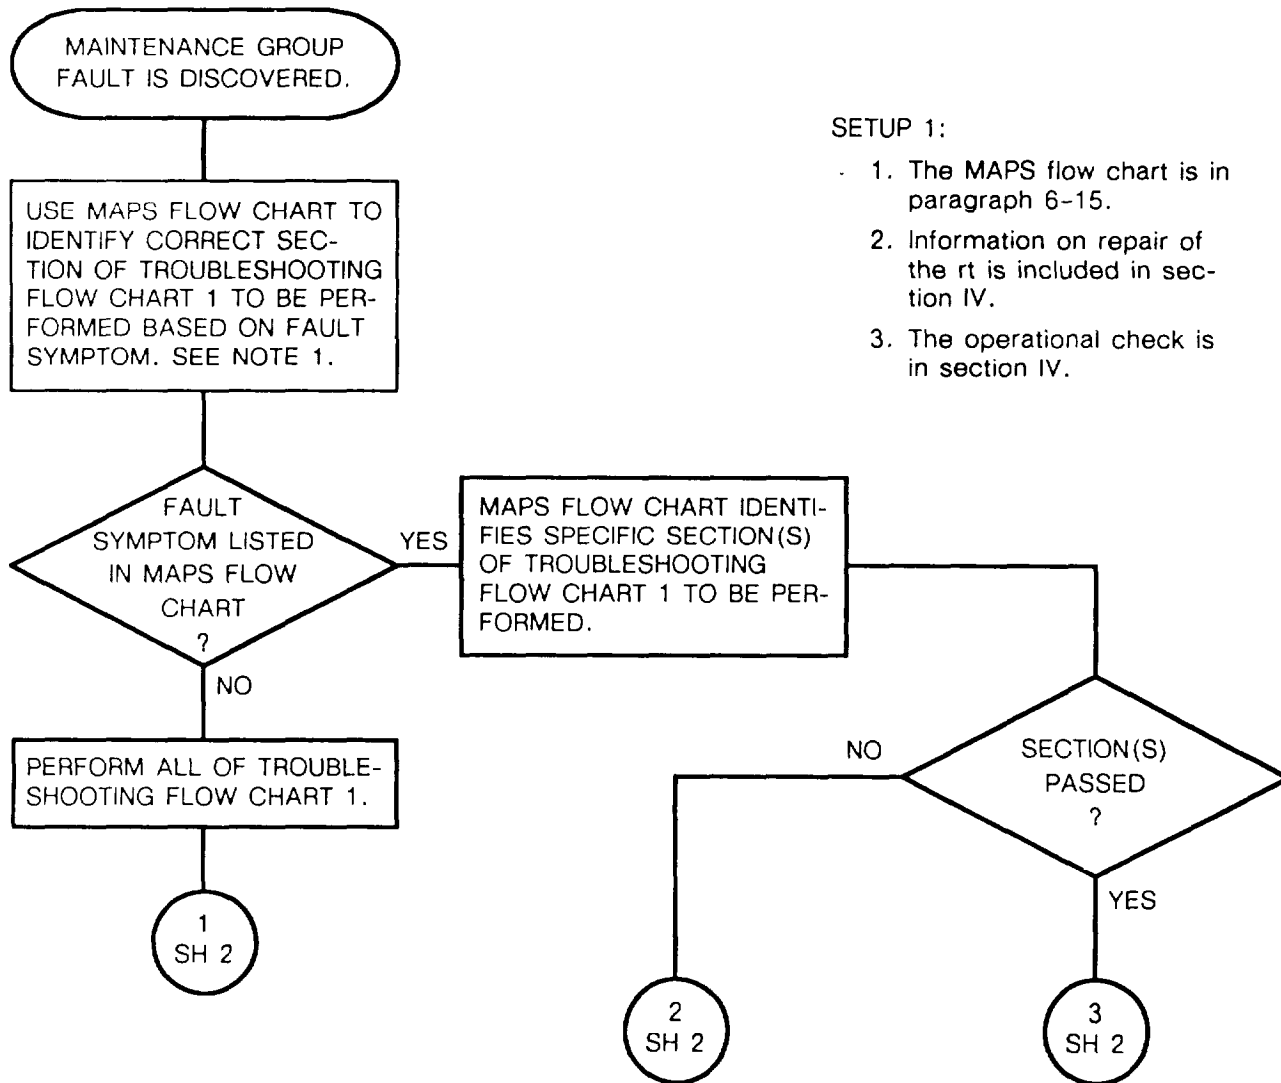 MAINTENANCE GROUP
FAULT IS DISCOVERED.
SETUP 1:
1. The MAPS flow chart is in
paragraph 6-15.
2. Information on repair of
the rt is included in sec-
tion IV.
3. The operational check is
in section IV.
USE MAPS FLOW CHART TO
IDENTIFY CORRECT SEC-
TION OF TROUBLESHOOTING
FLOW CHART 1 TO BE PER-
FORMED BASED ON FAULT
SYMPTOM. SEE NOTE 1.
FAULT
SYMPTOM LISTED
IN MAPS FLOW
CHART
?
YES
MAPS FLOW CHART IDENTI-
FIES SPECIFIC SECTION(S)
OF TROUBLESHOOTING
FLOW CHART 1 TO BE PER-
FORMED.
NO
PERFORM ALL OF TROUBLE-
SHOOTING FLOW CHART 1.
NO
SECTION(S)
PASSED
?
YES
1
SH 2
2
SH 2
3
SH 2